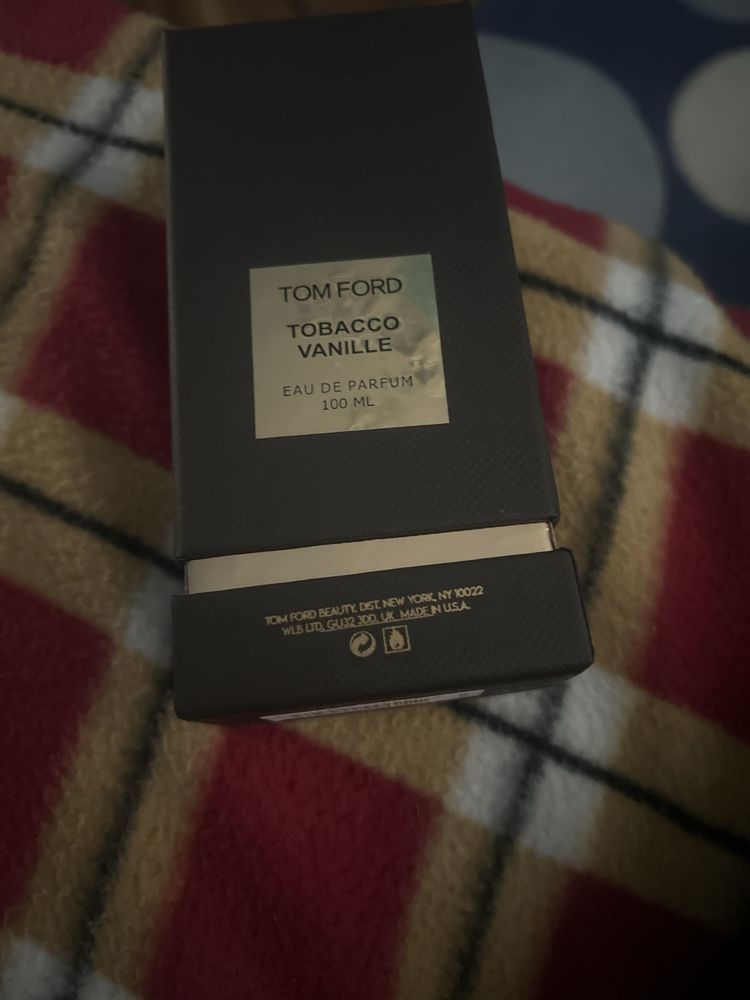 TOM FORD
TOBACCO
VANILLE
EAU DE PARFUM
100 ML
TOM FORD BEAUTY, DIST. NEW YORK, NY 10022
WLB LTD, GU32 3DD, UK MADE IN U.S.A.